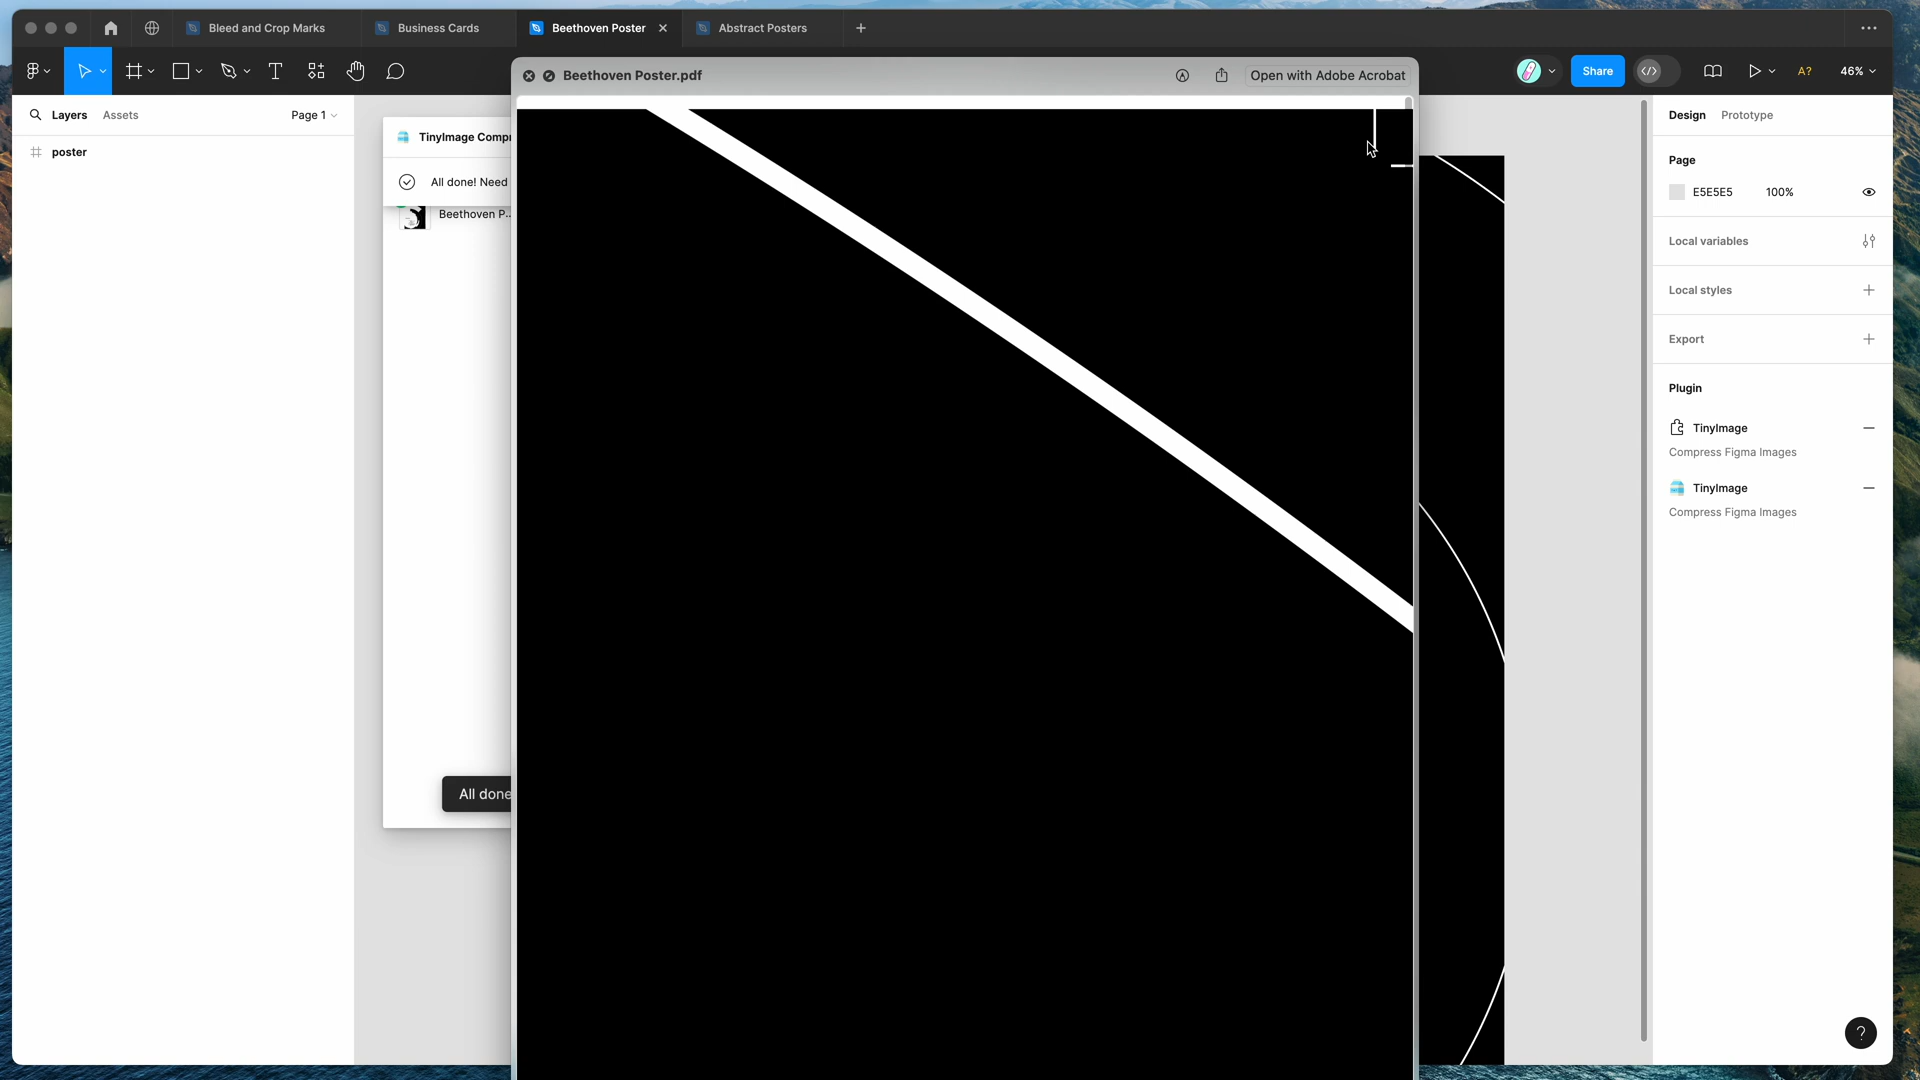 Bleed and Crop Marks
Business Cards
Beethoven Poster
Abstract Posters
Beethoven Poster.pdf
Open with Adobe Acrobat
Share
A?
46%
Layers
Assets
Page 1
poster
TinyImage Compr
All done! Need
Beethoven P...
All done
Design
Prototype
Page
E5E5E5
100%
Local variables
Local styles
Export
Plugin
TinyImage
Compress Figma Images
TinyImage
Compress Figma Images
?